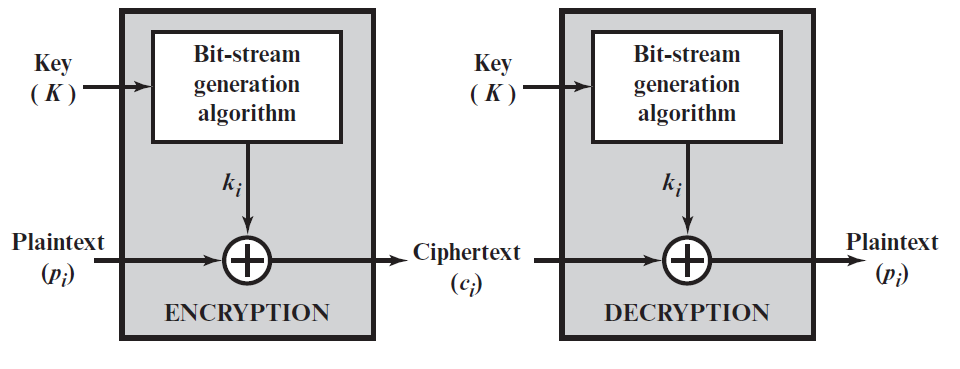 Key
( K )
Bit-stream
generation
algorithm
k_i
Plaintext
(p_i)
ENCRYPTION
Ciphertext
(c_i)
Key
( K )
Bit-stream
generation
algorithm
k_i
DECRYPTION
Plaintext
(p_i)